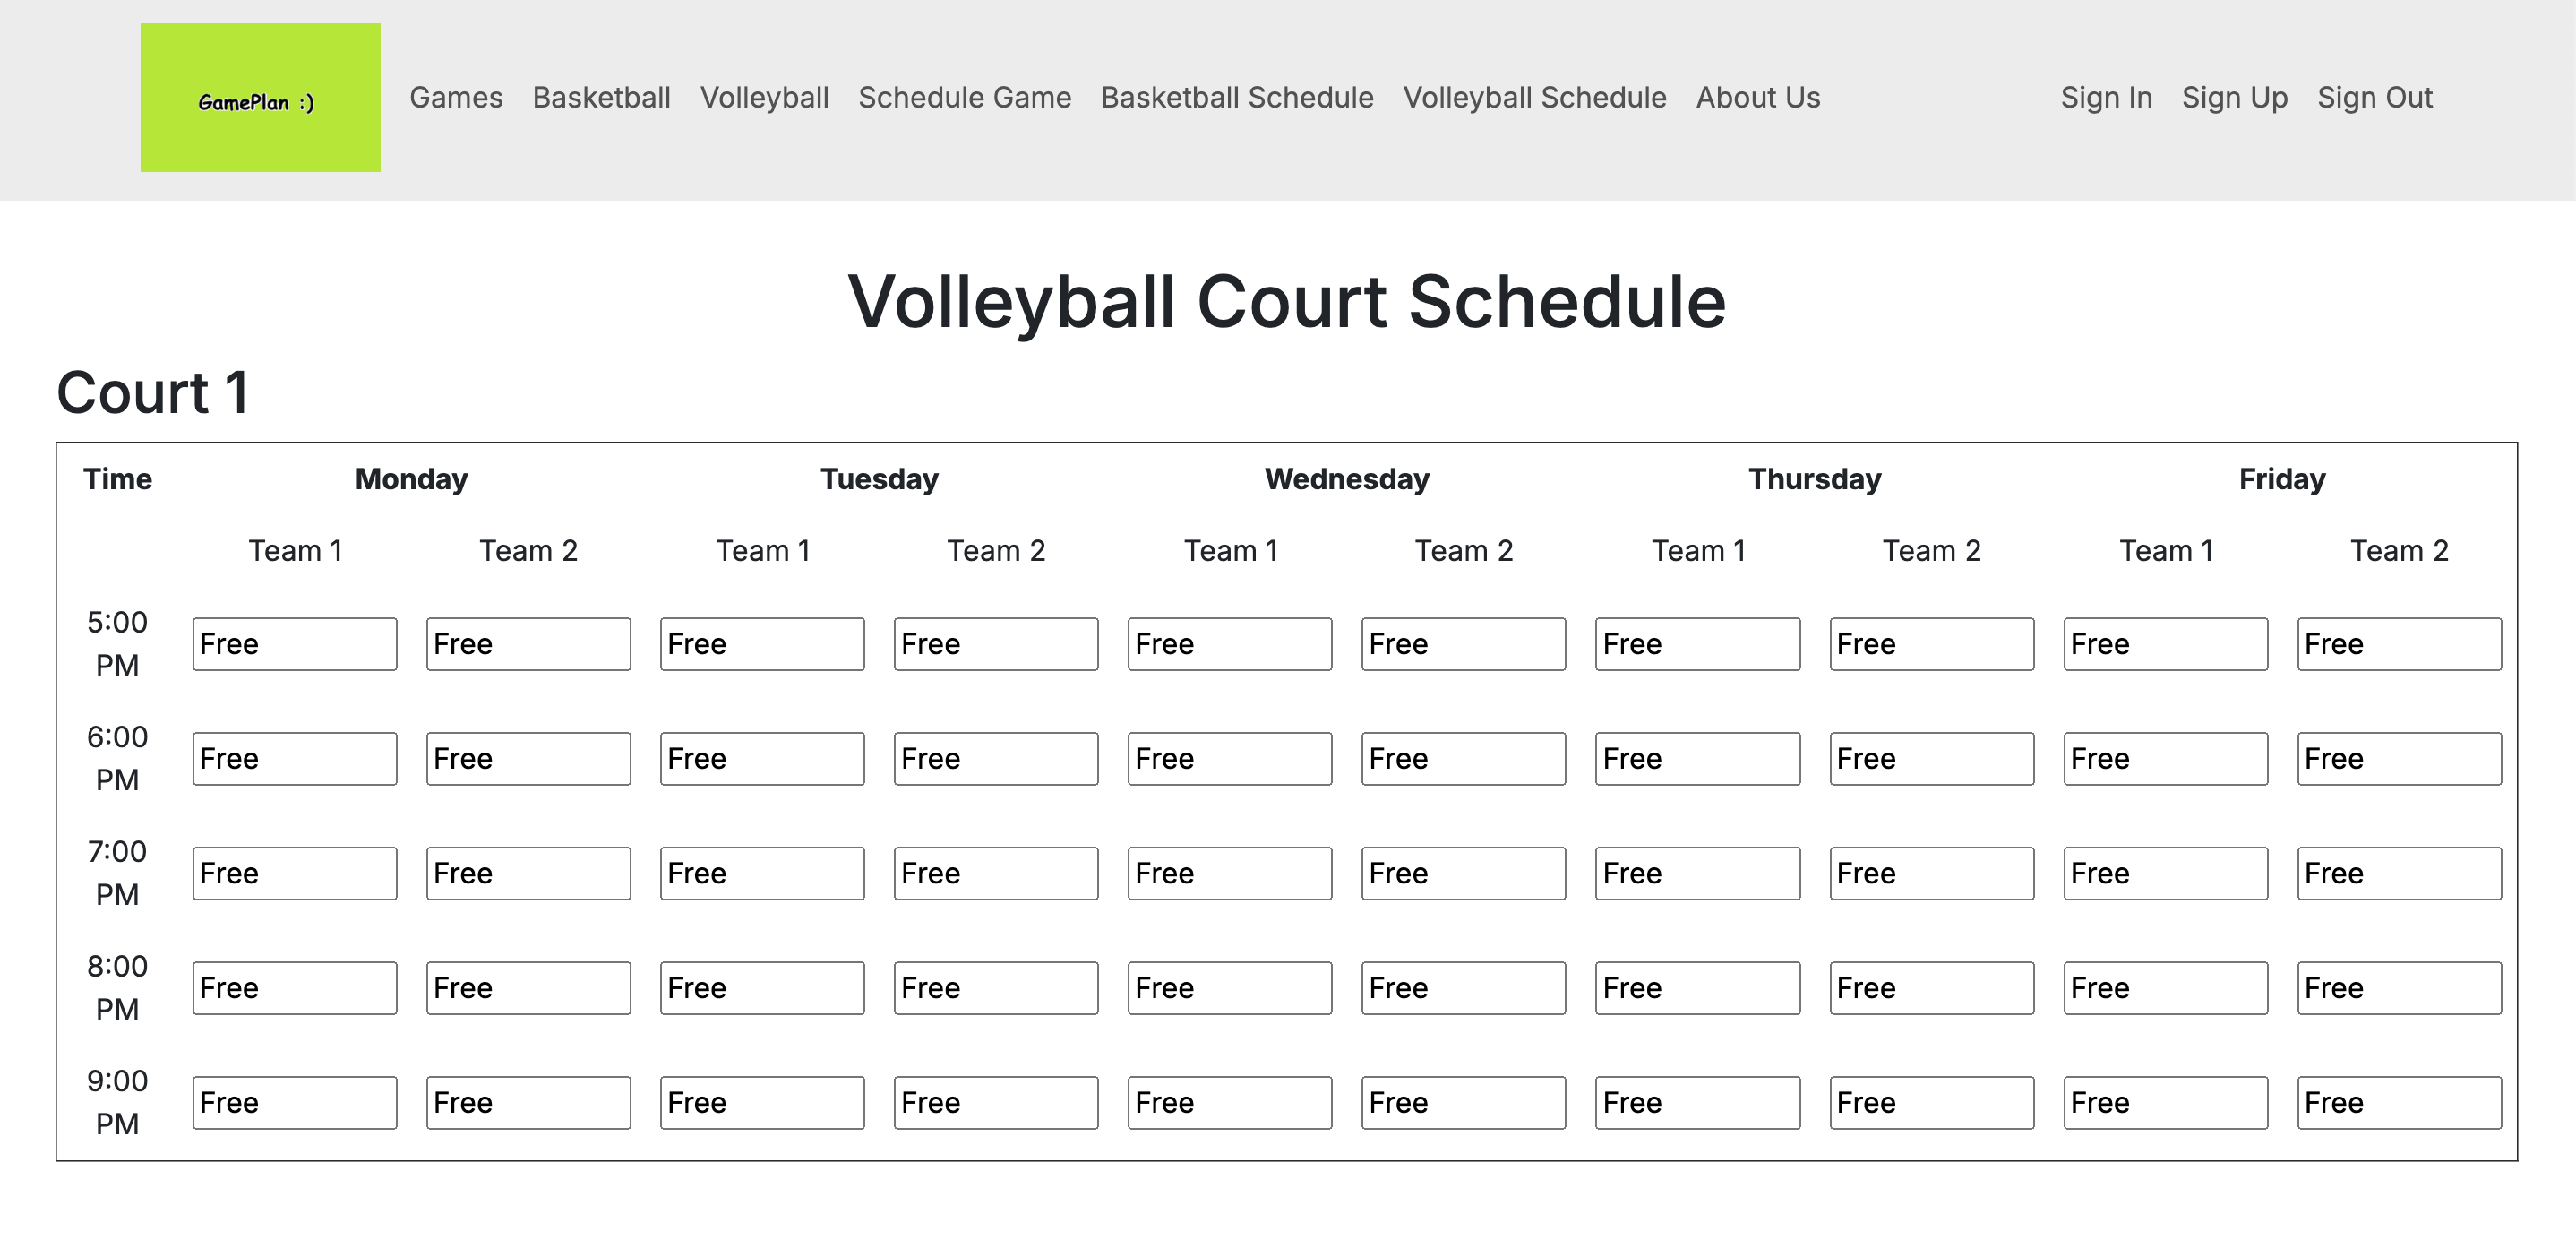 GamePlan :)
Games Basketball Volleyball Schedule Game Basketball Schedule Volleyball Schedule About Us Sign In Sign Up Sign Out
Volleyball Court Schedule
Court 1
Time Monday Tuesday Wednesday Thursday Friday
Team 1 Team 2 Team 1 Team 2 Team 1 Team 2 Team 1 Team 2 Team 1 Team 2
5:00
PM
Free Free Free Free Free Free Free Free Free Free
6:00
PM
Free Free Free Free Free Free Free Free Free Free
7:00
PM
Free Free Free Free Free Free Free Free Free Free
8:00
PM
Free Free Free Free Free Free Free Free Free Free
9:00
PM
Free Free Free Free Free Free Free Free Free Free